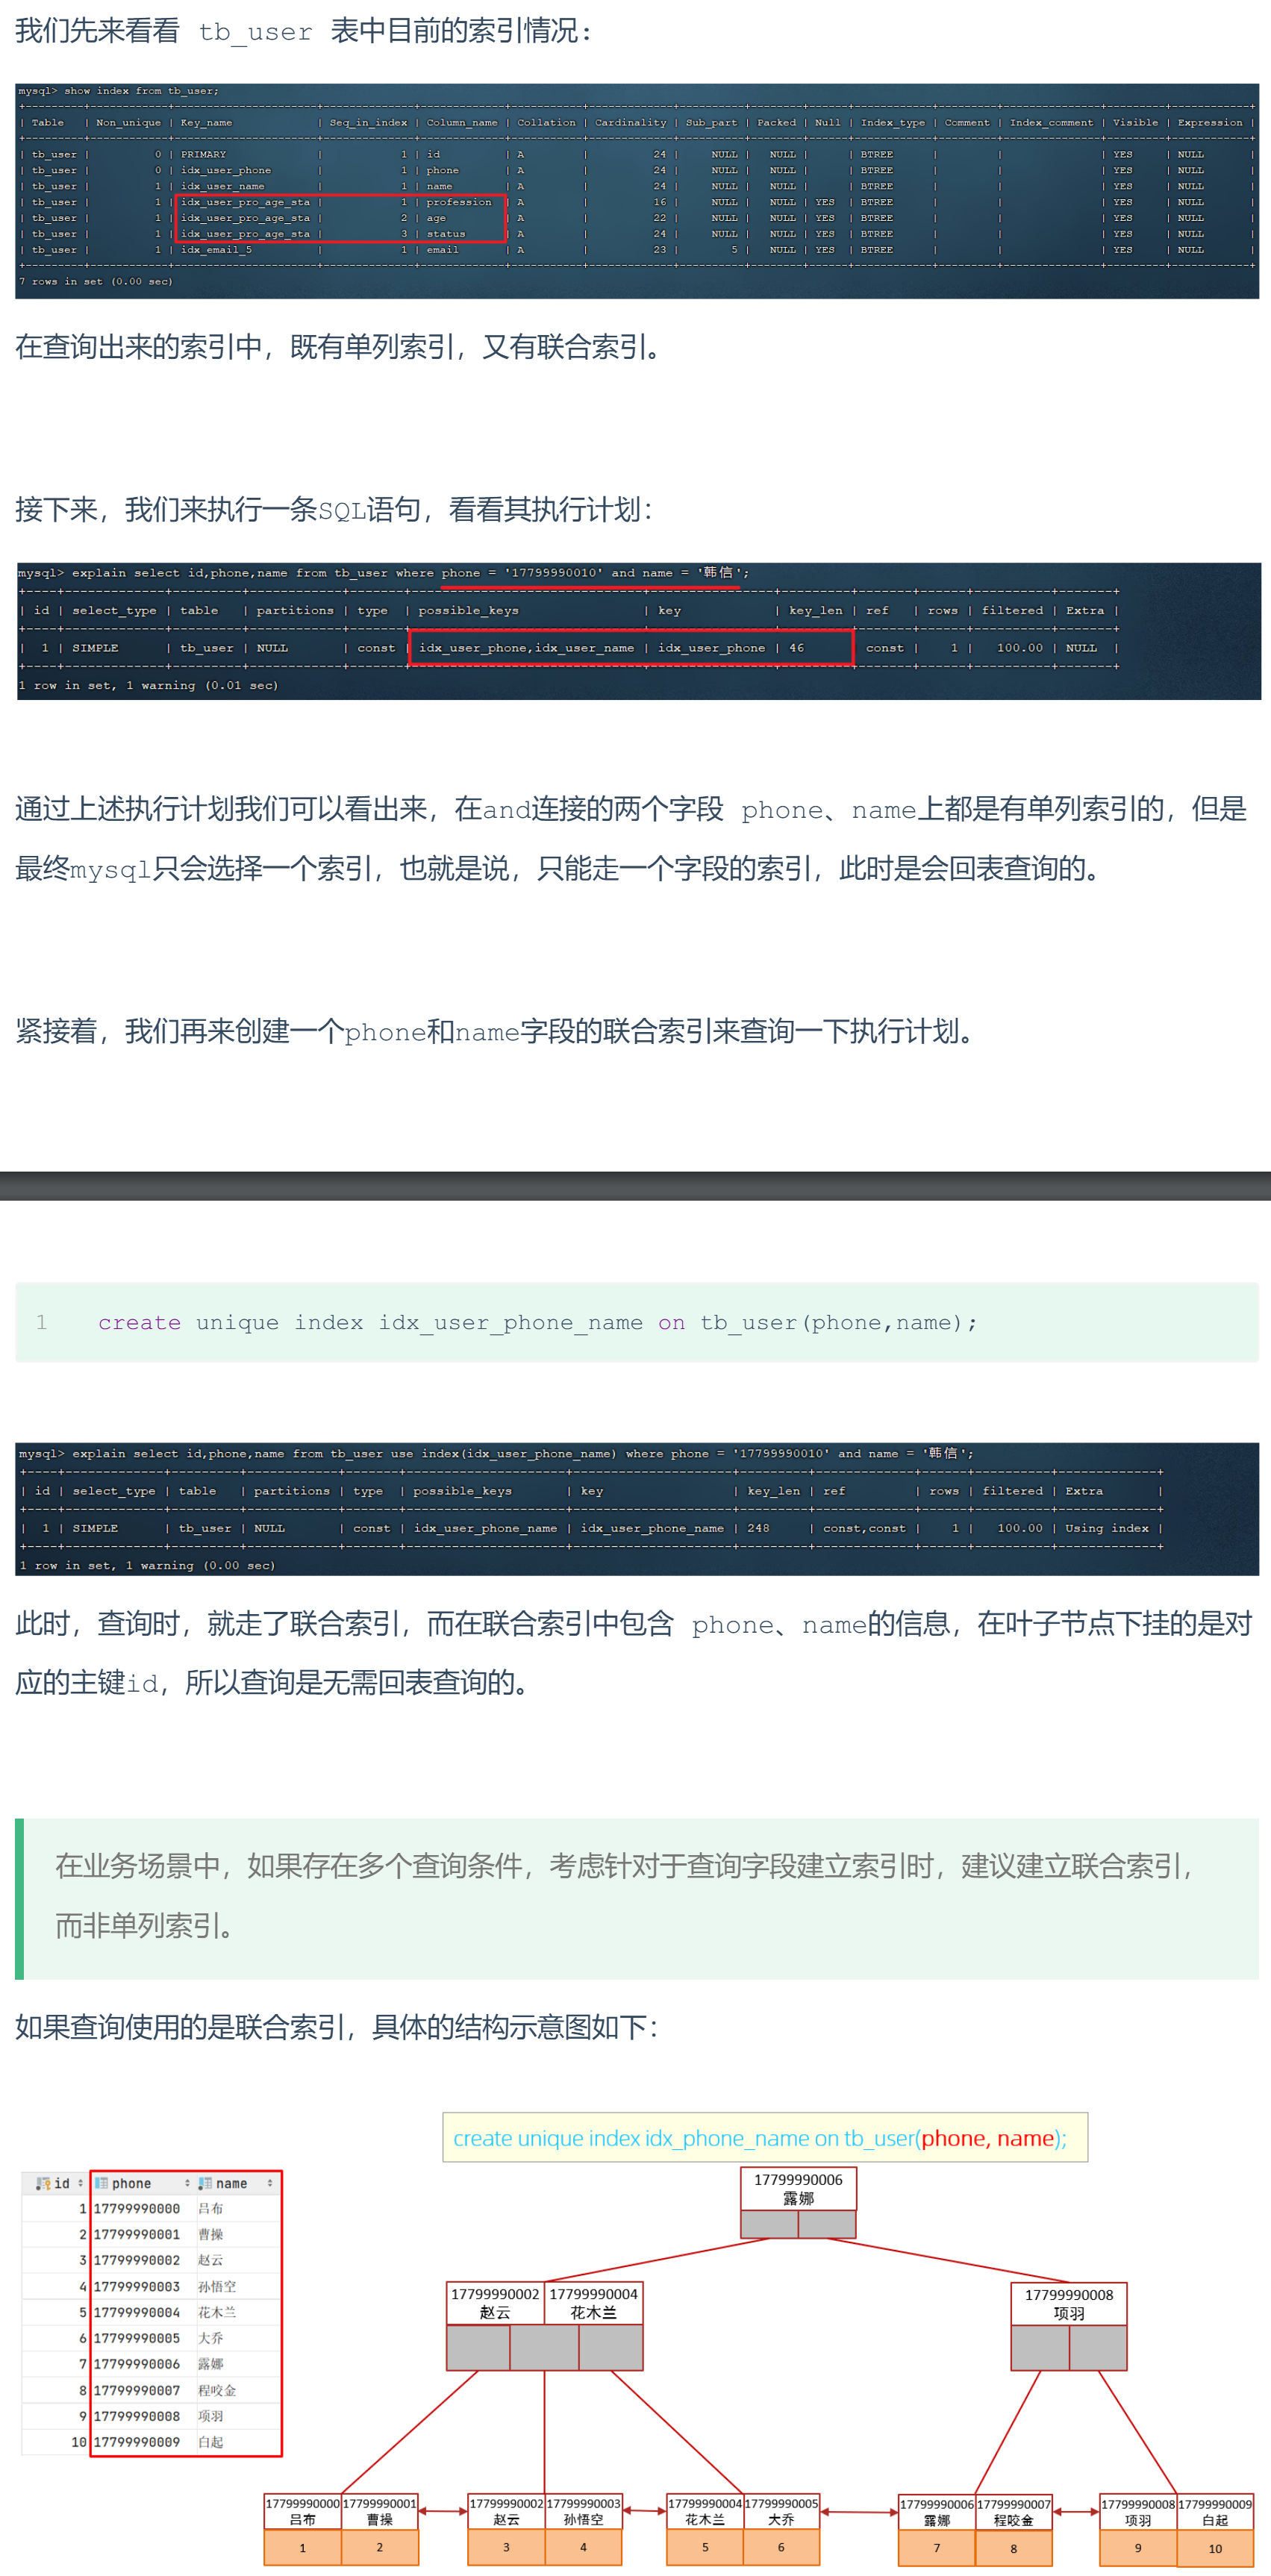 我们先来看看 tb_user 表中目前的索引情况：
mysql> show index from tb_user;
+---------+------------+----------------------+--------------+-------------+-----------+-------------+----------+--------+------+------------+---------+---------------+---------+------------+
| Table | Non_unique | Key_name | Seq_in_index | Column_name | Collation | Cardinality | Sub_part | Packed | Null | Index_type | Comment | Index_comment | Visible | Expression |
| tb_user | 0 | PRIMARY | 1 | id | A | 24 | NULL | NULL | | BTREE | | | YES | NULL |
| tb_user | 0 | idx_user_phone | 1 | phone | A | 24 | NULL | NULL | | BTREE | | | YES | NULL |
| tb_user | 1 | idx_user_name | 1 | name | A | 24 | NULL | NULL | | BTREE | | | YES | NULL |
| tb_user | 1 | idx_user_pro_age_sta | 1 | profession | A | 16 | NULL | NULL | YES | BTREE | | | YES | NULL |
| tb_user | 1 | idx_user_pro_age_sta | 2 | age | A | 22 | NULL | NULL | YES | BTREE | | | YES | NULL |
| tb_user | 1 | idx_user_pro_age_sta | 3 | status | A | 24 | NULL | NULL | YES | BTREE | | | YES | NULL |
| tb_user | 1 | idx_email_5 | 1 | email | A | 23 | 5 | NULL | YES | BTREE | | | YES | NULL |
7 rows in set (0.00 sec)
在查询出来的索引中，既有单列索引，又有联合索引。
接下来，我们来执行一条SQL语句，看看其执行计划：
mysql> explain select id,phone,name from tb_user where phone = '17799990010' and name = '韩信';
| id | select_type | table | partitions | type | possible_keys | key | key_len | ref | rows | filtered | Extra |
| 1 | SIMPLE | tb_user | NULL | const | idx_user_phone,idx_user_name | idx_user_phone | 46 | const | 1 | 100.00 | NULL |
1 row in set, 1 warning (0.01 sec)
通过上述执行计划我们可以看出来，在and连接的两个字段 phone、name上都是有单列索引的，但是
最终mysql只会选择一个索引，也就是说，只能走一个字段的索引，此时是会回表查询的。
紧接着，我们再来创建一个phone和name字段的联合索引来查询一下执行计划。
1 create unique index idx_user_phone_name on tb_user(phone,name);
mysql> explain select id,phone,name from tb_user use index(idx_user_phone_name) where phone = '17799990010' and name = '韩信';
| id | select_type | table | partitions | type | possible_keys | key | key_len | ref | rows | filtered | Extra |
| 1 | SIMPLE | tb_user | NULL | const | idx_user_phone_name | idx_user_phone_name | 248 | const,const | 1 | 100.00 | Using index |
1 row in set, 1 warning (0.00 sec)
此时，查询时，就走了联合索引，而在联合索引中包含 phone、name的信息，在叶子节点下挂的是对
应的主键id，所以查询是无需回表查询的。
在业务场景中，如果存在多个查询条件，考虑针对于查询字段建立索引时，建议建立联合索引，
而非单列索引。
如果查询使用的是联合索引，具体的结构示意图如下：
create unique index idx_phone_name on tb_user(phone, name);
id phone name
1 17799990000 吕布
2 17799990001 曹操
3 17799990002 赵云
4 17799990003 孙悟空
5 17799990004 花木兰
6 17799990005 大乔
7 17799990006 露娜
8 17799990007 程咬金
9 17799990008 项羽
10 17799990009 白起
17799990006
露娜
17799990002 17799990004
赵云 花木兰
17799990008
项羽
17799990000 17799990001 17799990002 17799990003 17799990004 17799990005 17799990006 17799990007 17799990008 17799990009
吕布 曹操 赵云 孙悟空 花木兰 大乔 露娜 程咬金 项羽 白起
1 2 3 4 5 6 7 8 9 10